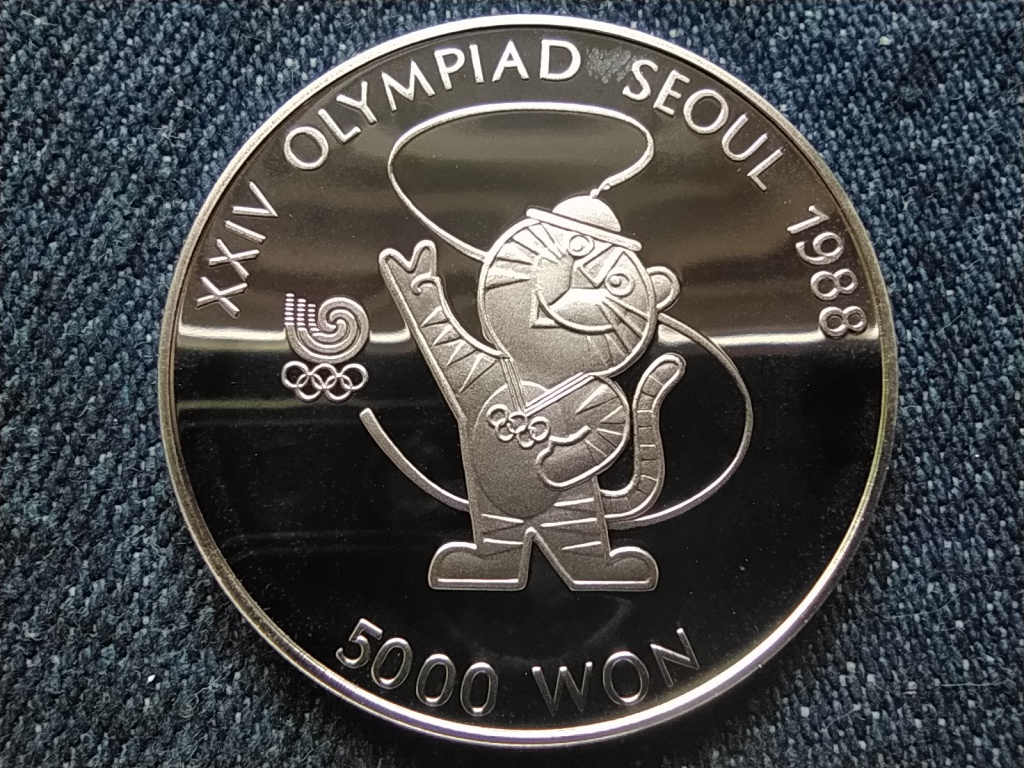 XXIV OLYMPIAD SEOUL 1988
5000 WON